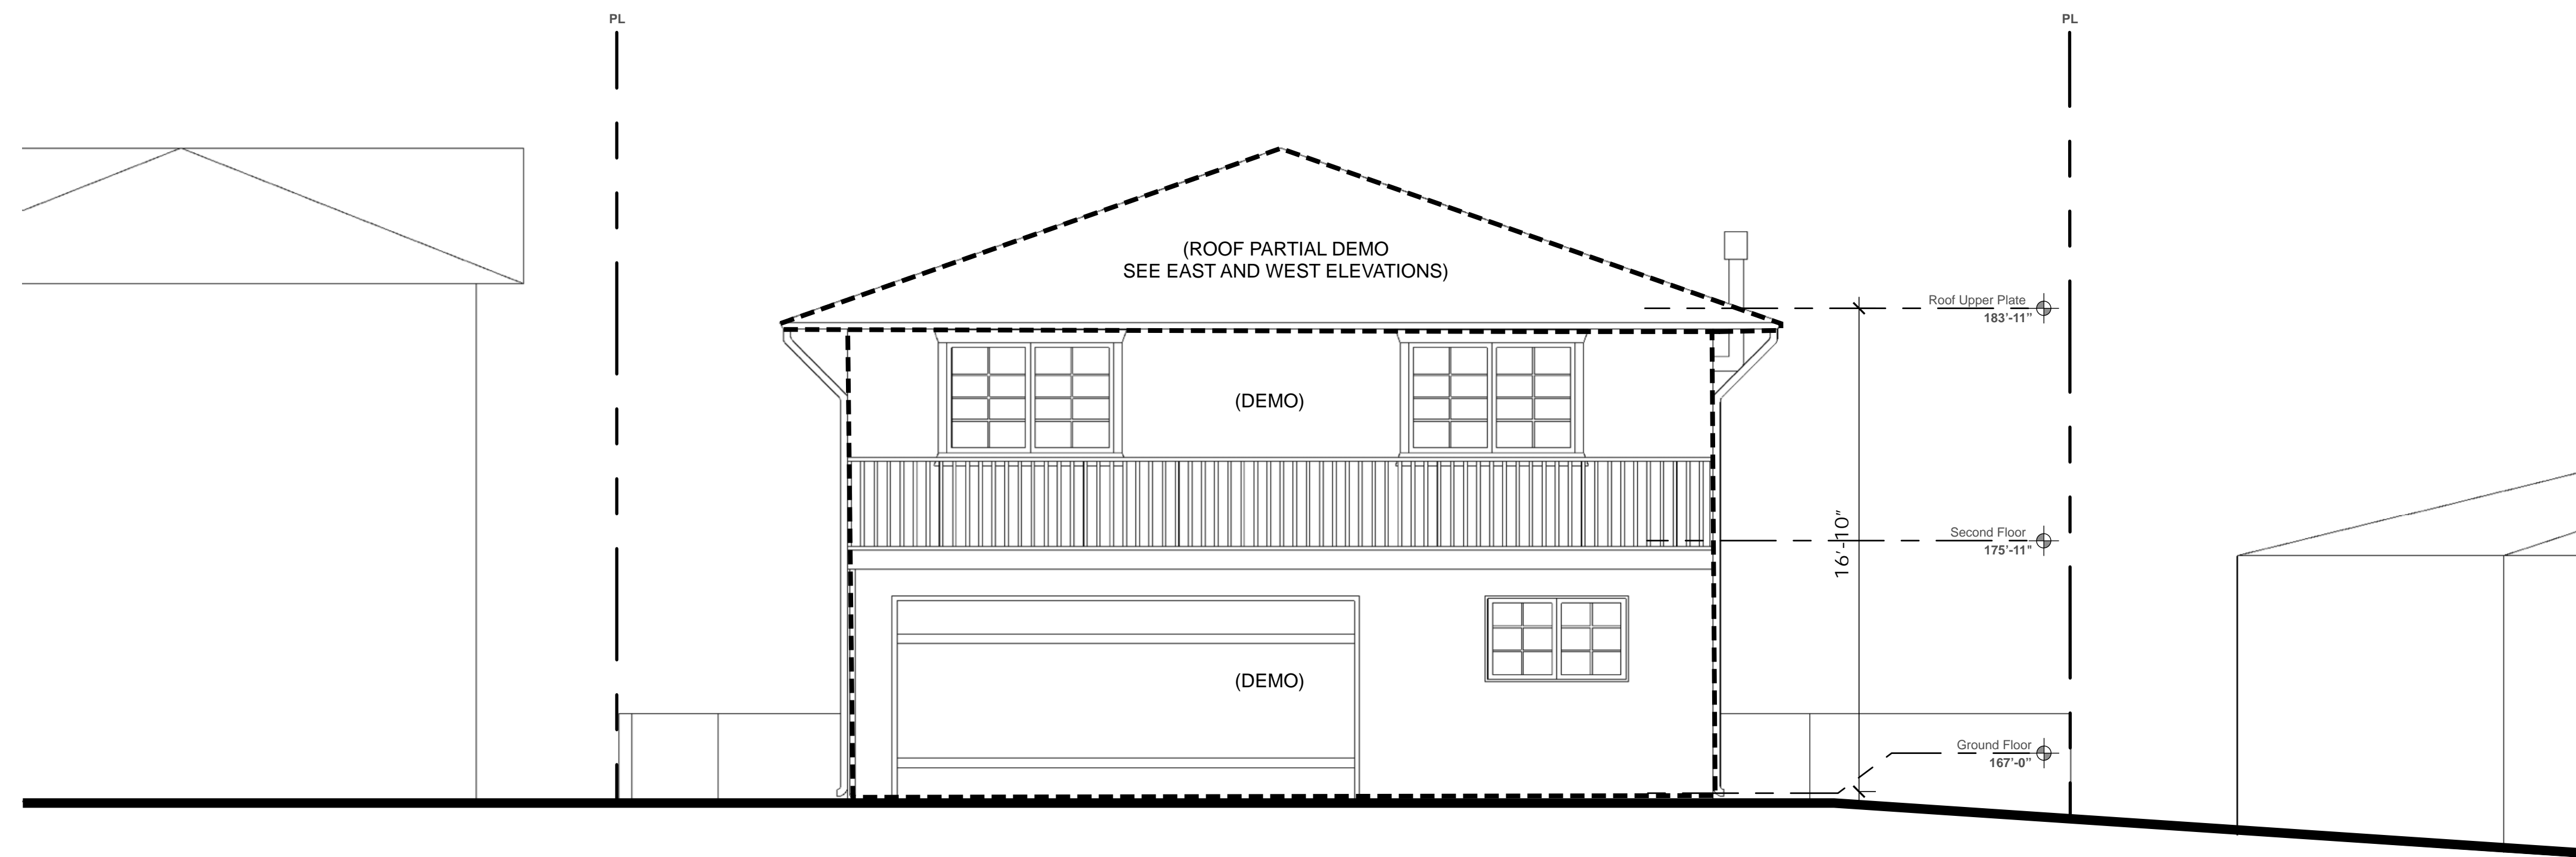 PL
PL
(ROOF PARTIAL DEMO
SEE EAST AND WEST ELEVATIONS)
Roof Upper Plate
183'-11”
(DEMO)
16’-10”
Second Floor
175'-11"
(DEMO)
Ground Floor
167'-0”